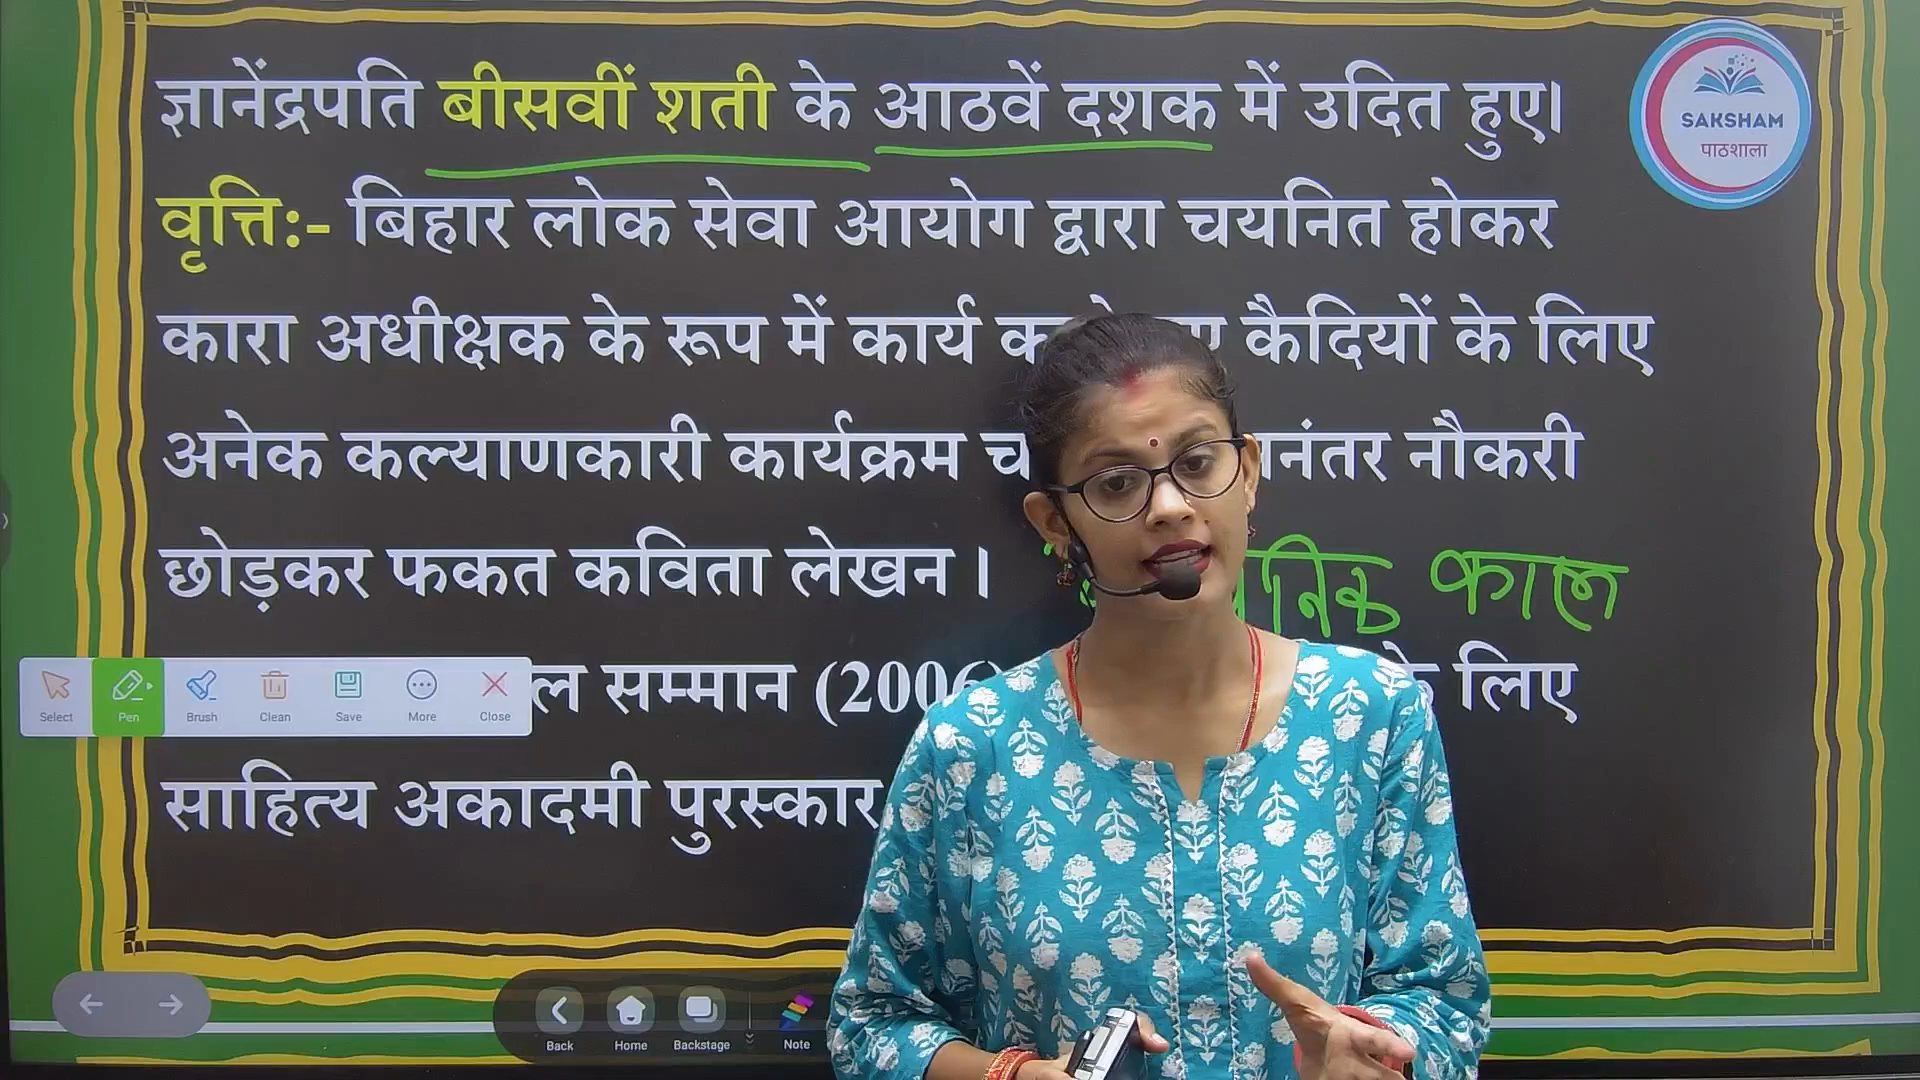 ज्ञानेंद्रपति बीसवीं शती के आठवें दशक में उदित हुए।
SAKSHAM
पाठशाला
वृत्तिः- बिहार लोक सेवा आयोग द्वारा चयनित होकर
कारा अधीक्षक के रूप में कार्य कैदियों के लिए
अनेक कल्याणकारी कार्यक्रम नौकरी
छोड़कर फकत कविता लेखन।
काल
सम्मान (2006) के लिए
साहित्य अकादमी पुरस्कार
Select Pen Brush Clean Save More Close
Back Home Backstage Note